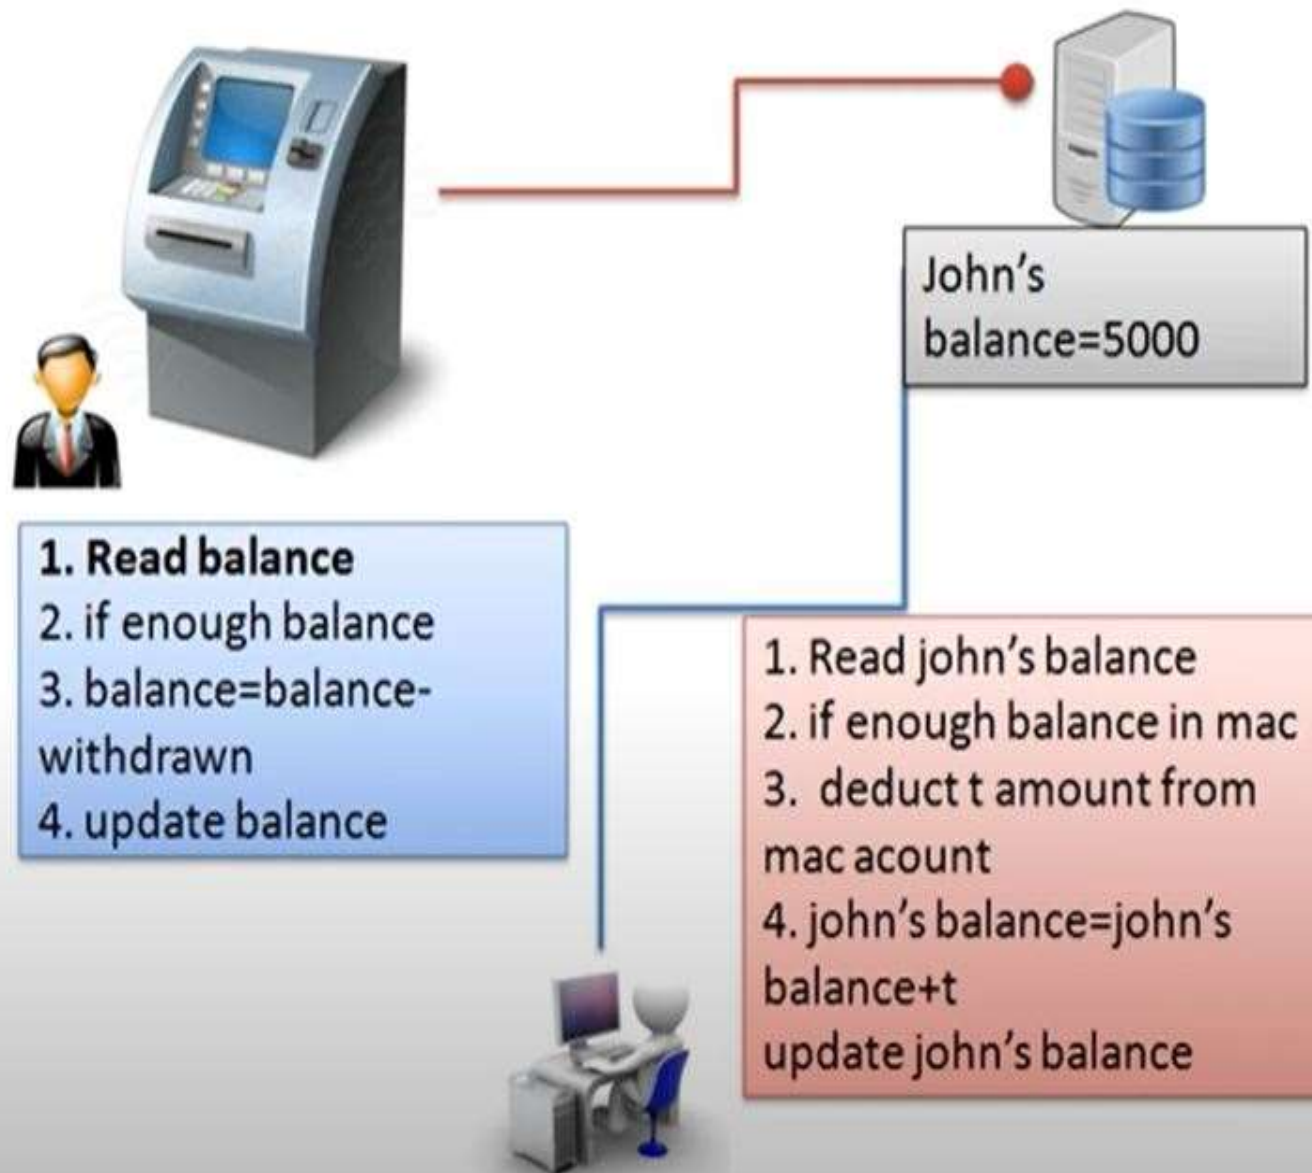 John's
balance=5000
1. Read balance
2. if enough balance
3. balance=balance-
withdrawn
4. update balance
1. Read john's balance
2. if enough balance in mac
3. deduct t amount from
mac acount
4. john's balance=john's
balance+t
update john's balance